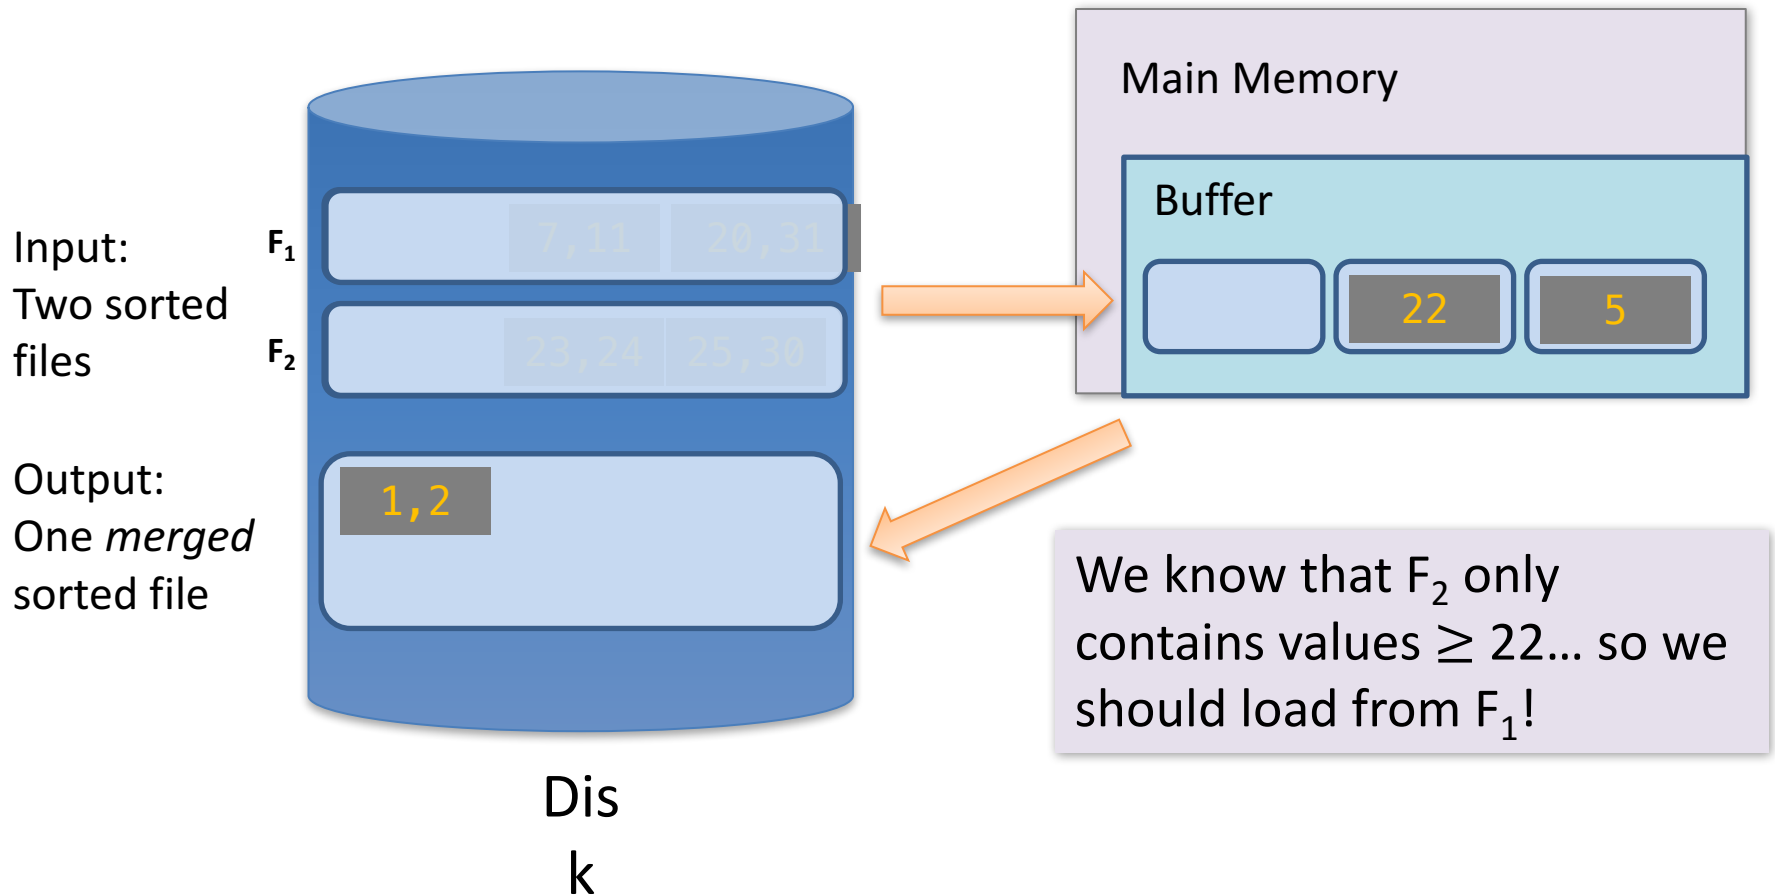 Main Memory
Buffer
22
5
Input:
Two sorted
files
F1
7,11
20,31
F2
23,24
25,30
Output:
One merged
sorted file
1,2
We know that F2 only
contains values ≥ 22... so we
should load from F1!
Dis
k